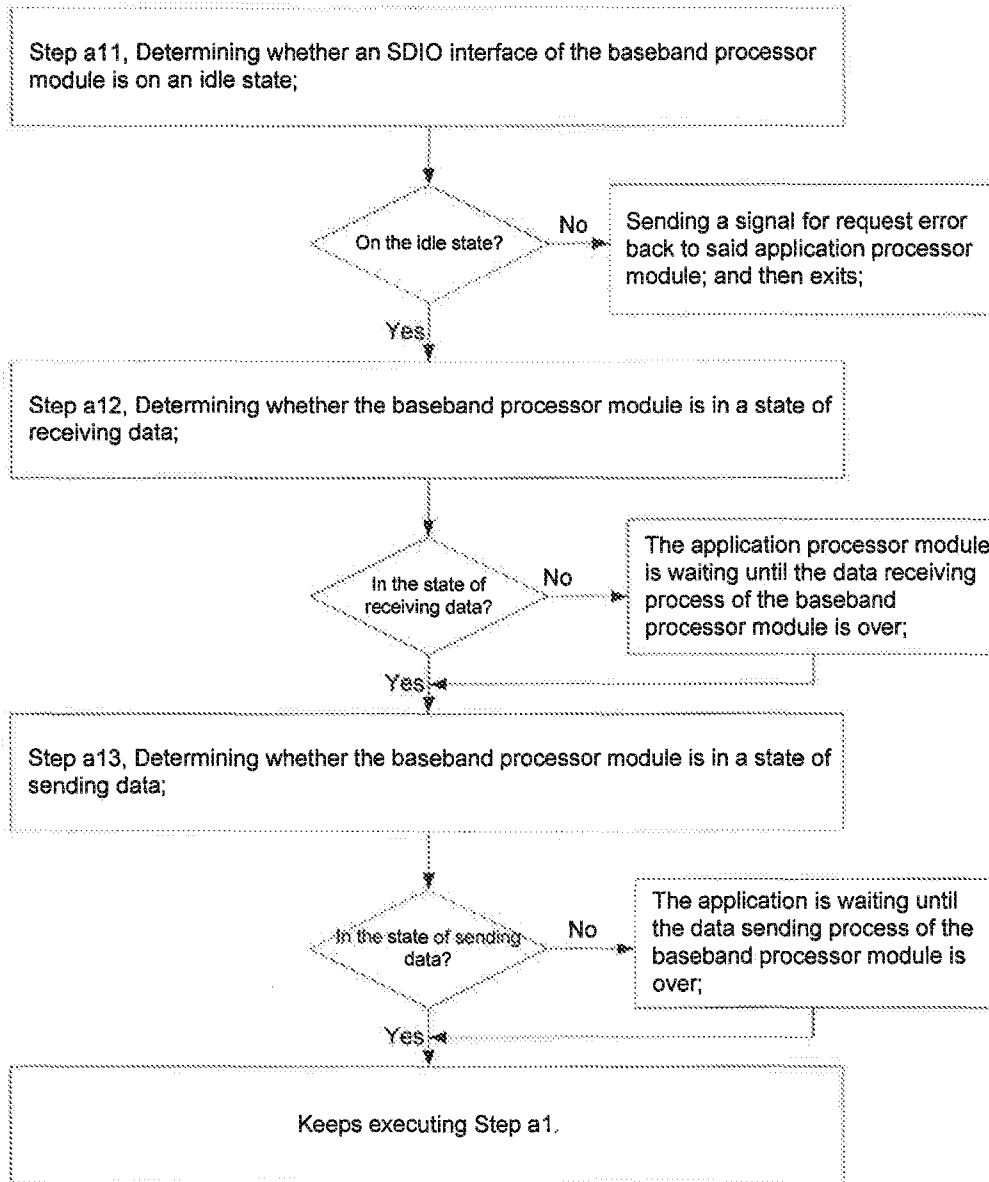 Step a11, Determining whether an SDIO interface of the baseband processor
module is on an idle state;
On the idle state?
No
Sending a signal for request error
back to said application processor
module; and then exits;
Yes
Step a12, Determining whether the baseband processor module is in a state of
receiving data;
In the state of
receiving data?
No
The application processor module
is waiting until the data receiving
process of the baseband
processor module is over;
Yes
Step a13, Determining whether the baseband processor module is in a state of
sending data;
In the state of sending
data?
No
The application is waiting until
the data sending process of the
baseband processor module is
over;
Yes
Keeps executing Step a1.